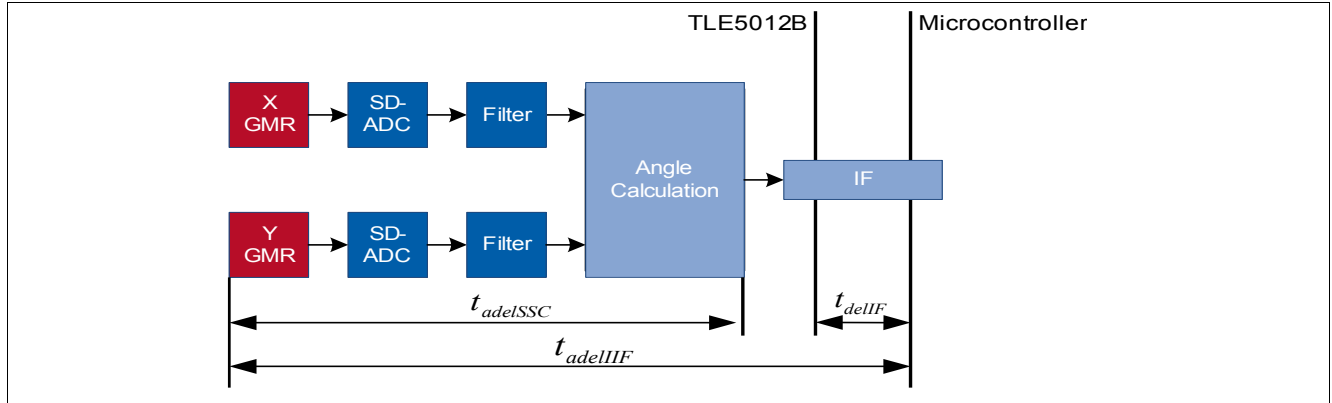 TLE5012B
Microcontroller
X
GMR
SD-
ADC
Filter
Angle
Calculation
IF
Y
GMR
SD-
ADC
Filter
t_adelSSC
t_delIF
t_adelIIF